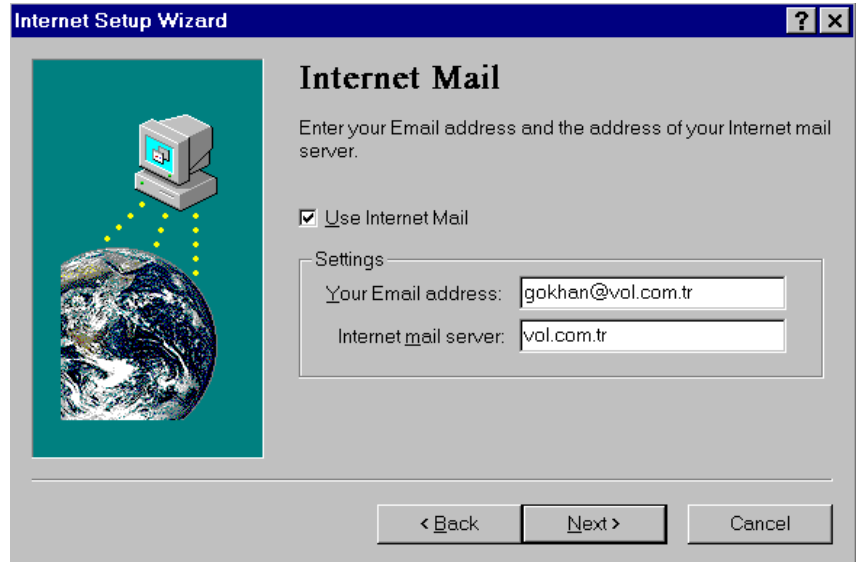 Internet Setup Wizard
Internet Mail
Enter your Email address and the address of your Internet mail
server.
Use Internet Mail
Settings
Your Email address: gokhan@vol.com.tr
Internet mail server: vol.com.tr
< Back Next > Cancel